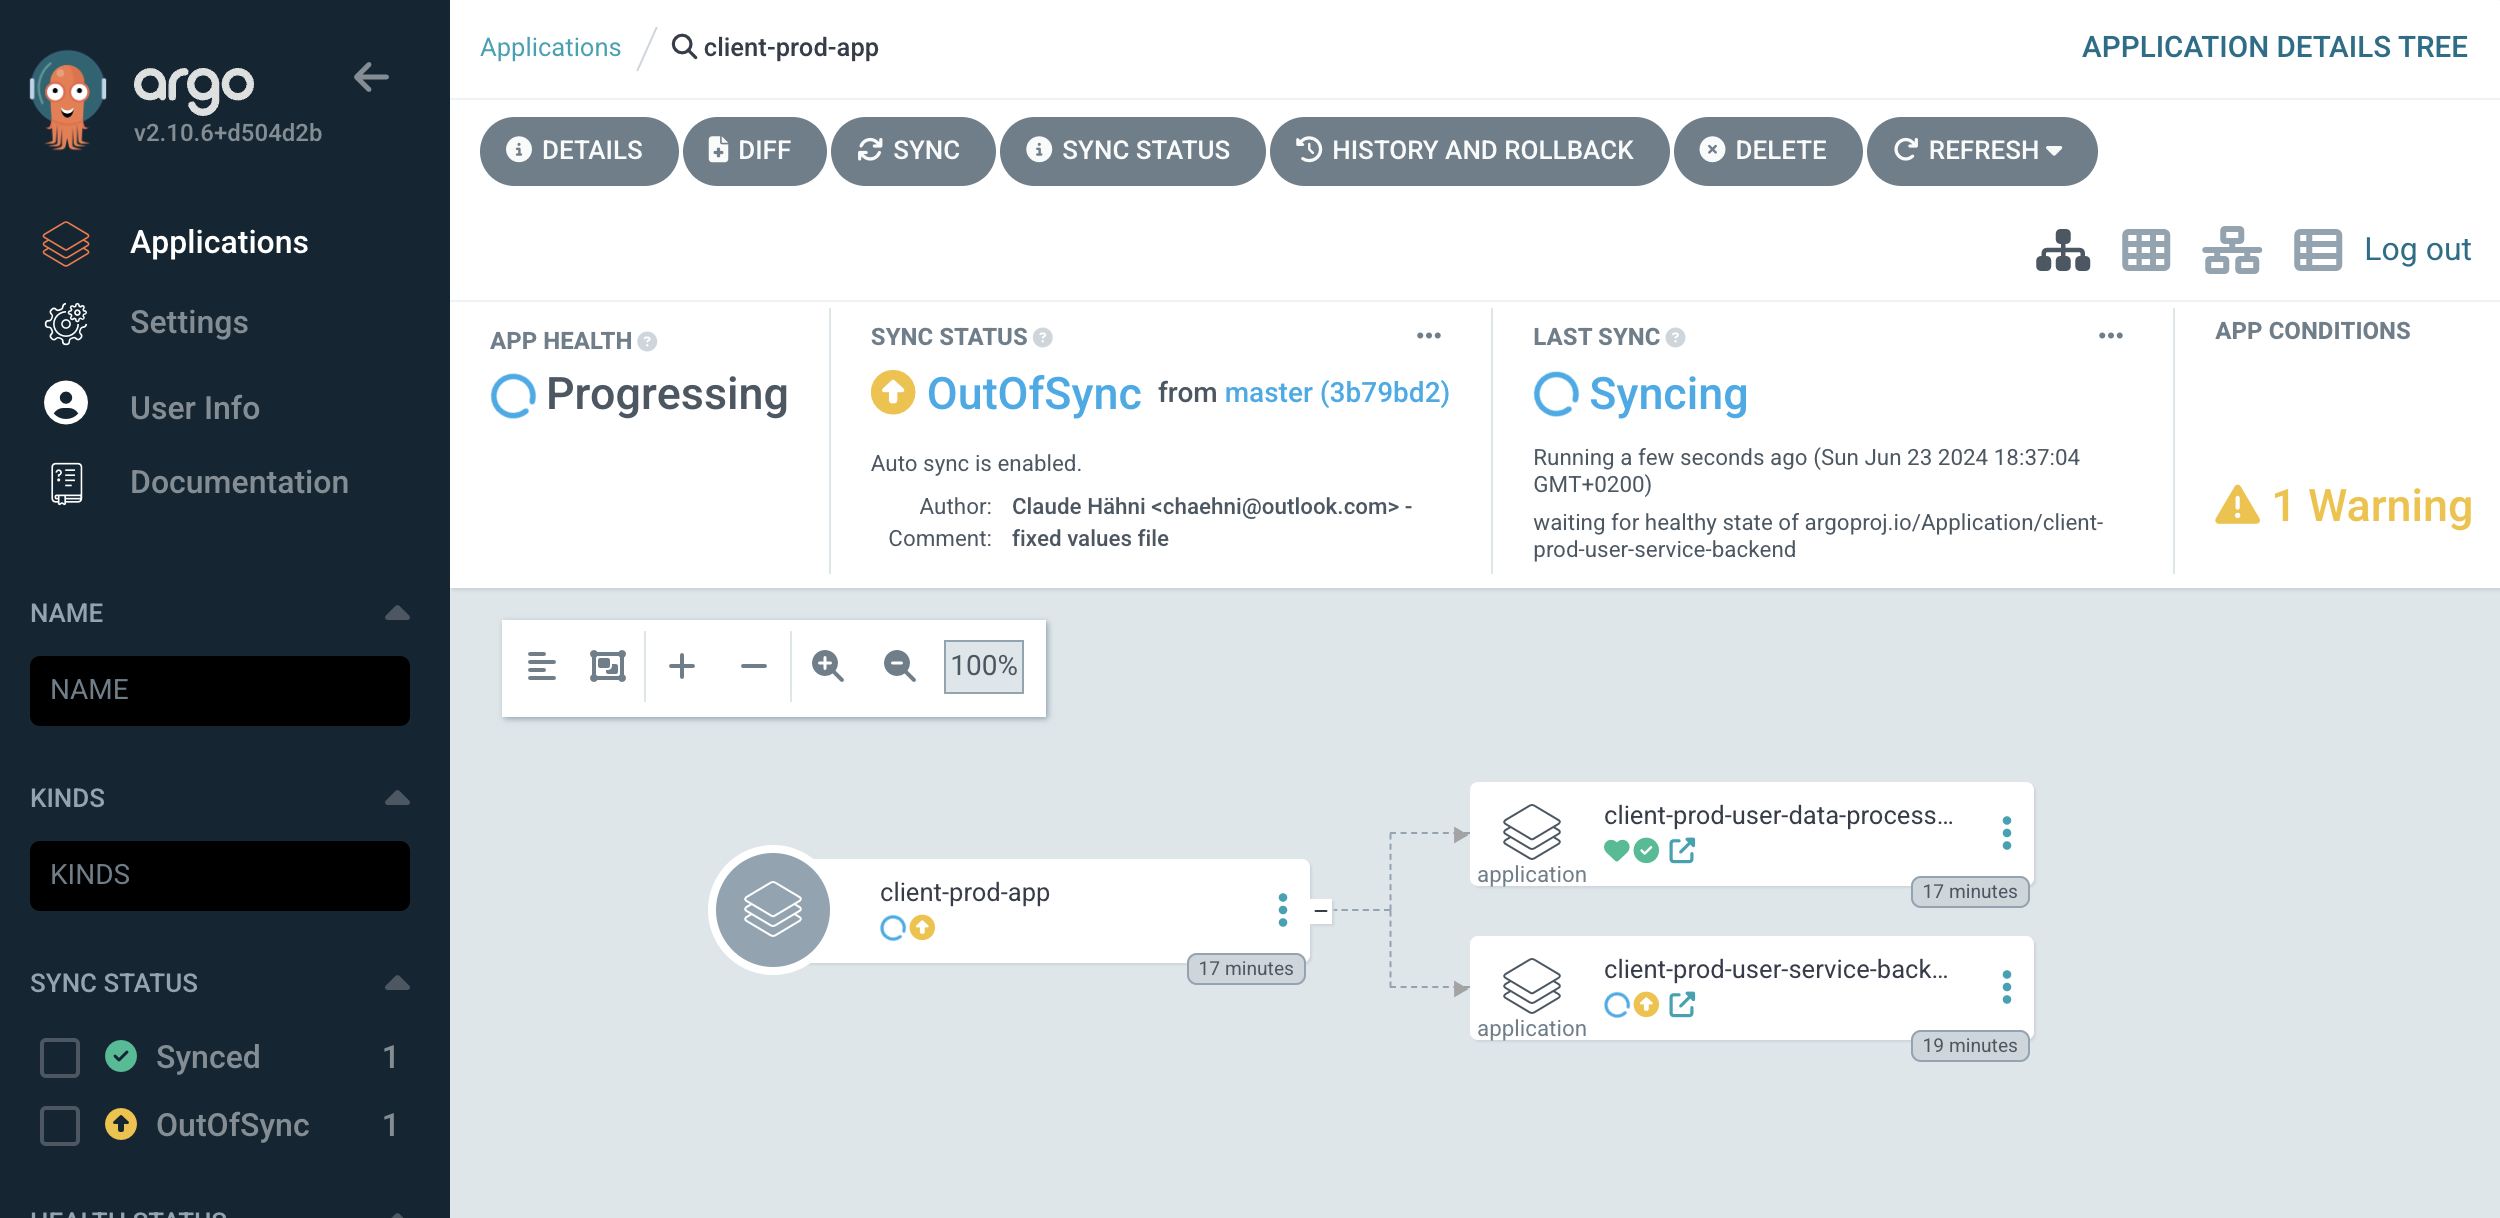 argo
v2.10.6+d504d2b
Applications
Settings
User Info
Documentation
NAME
NAME
KINDS
KINDS
SYNC STATUS
Synced 1
OutOfSync 1
HEALTH STATUS
Applications / client-prod-app
APPLICATION DETAILS TREE
DETAILS DIFF SYNC SYNC STATUS HISTORY AND ROLLBACK DELETE REFRESH
Log out
APP HEALTH
Progressing
SYNC STATUS
OutOfSync from master (3b79bd2)
Auto sync is enabled.
Author: Claude Hähni <chaehni@outlook.com> -
Comment: fixed values file
LAST SYNC
Syncing
Running a few seconds ago (Sun Jun 23 2024 18:37:04
GMT+0200)
waiting for healthy state of argoproj.io/Application/client-
prod-user-service-backend
APP CONDITIONS
1 Warning
100%
client-prod-app
17 minutes
client-prod-user-data-process...
application
17 minutes
client-prod-user-service-back...
application
19 minutes